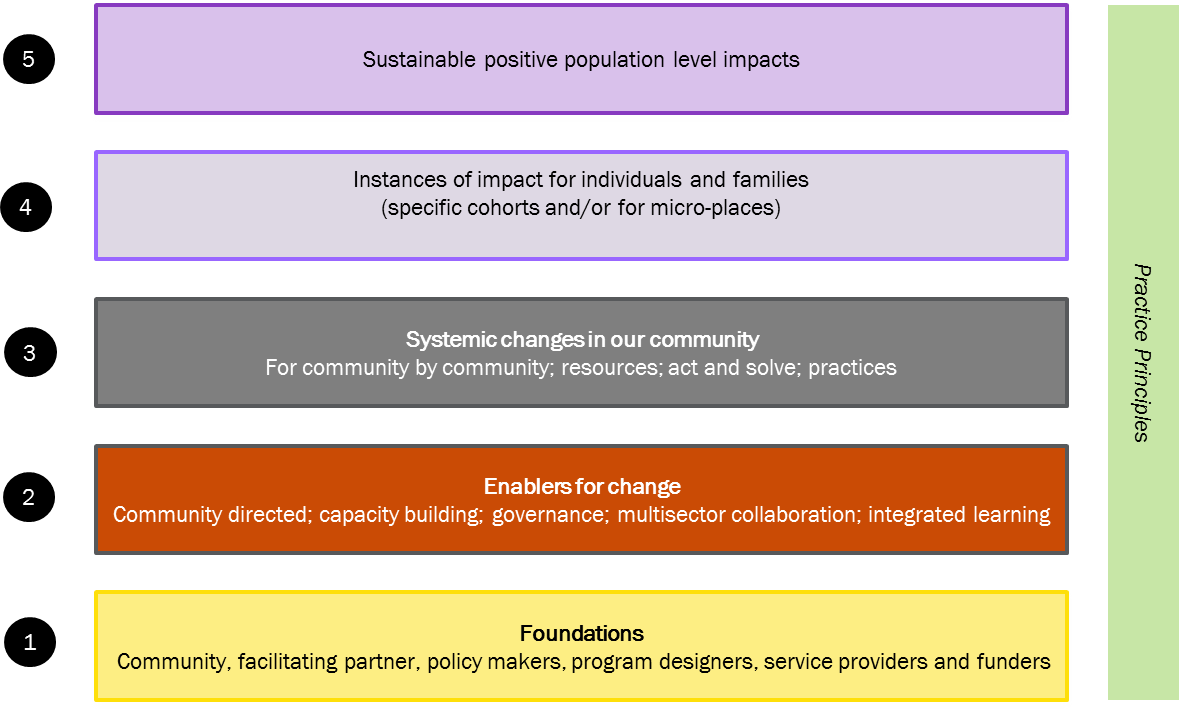 5
Sustainable positive population level impacts
4
Instances of impact for individuals and families
(specific cohorts and/or for micro-places)
3
Systemic changes in our community
For community by community; resources; act and solve; practices
2
Enablers for change
Community directed; capacity building; governance; multisector collaboration; integrated learning
1
Foundations
Community, facilitating partner, policy makers, program designers, service providers and funders
Practice Principles